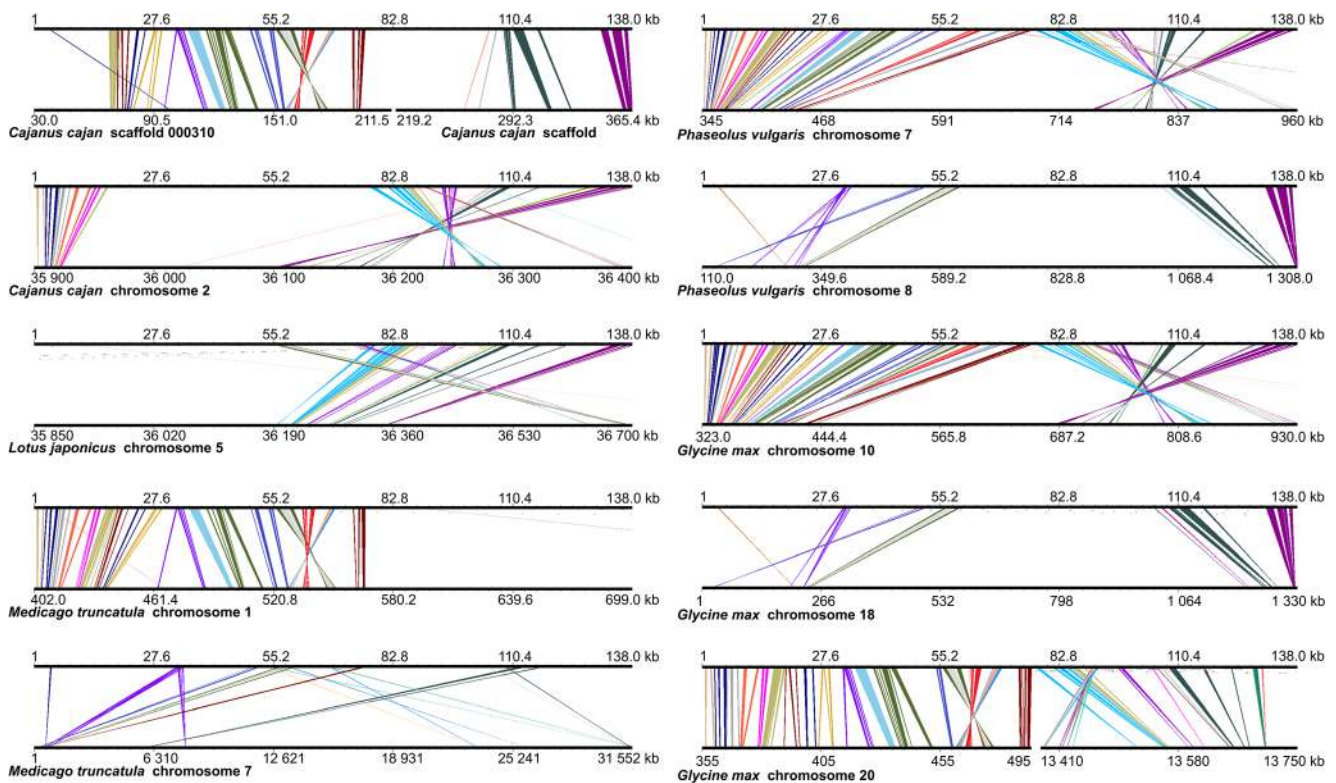 1 27.6 55.2 82.8 110.4 138.0 kb
30.0 90.5 151.0 211.5 219.2 292.3 365.4 kb
Cajanus cajan scaffold 000310 Cajanus cajan scaffold
1 27.6 55.2 82.8 110.4 138.0 kb
35 900 36 000 36 100 36 200 36 300 36 400 kb
Cajanus cajan chromosome 2
1 27.6 55.2 82.8 110.4 138.0 kb
35 850 36 020 36 190 36 360 36 530 36 700 kb
Lotus japonicus chromosome 5
1 27.6 55.2 82.8 110.4 138.0 kb
402.0 461.4 520.8 580.2 639.6 699.0 kb
Medicago truncatula chromosome 1
1 27.6 55.2 82.8 110.4 138.0 kb
1 6 310 12 621 18 931 25 241 31 552 kb
Medicago truncatula chromosome 7
1 27.6 55.2 82.8 110.4 138.0 kb
345 468 591 714 837 960 kb
Phaseolus vulgaris chromosome 7
1 27.6 55.2 82.8 110.4 138.0 kb
110.0 349.6 589.2 828.8 1 068.4 1 308.0 kb
Phaseolus vulgaris chromosome 8
1 27.6 55.2 82.8 110.4 138.0 kb
323.0 444.4 565.8 687.2 808.6 930.0 kb
Glycine max chromosome 10
1 27.6 55.2 82.8 110.4 138.0 kb
1 266 532 798 1 064 1 330 kb
Glycine max chromosome 18
1 27.6 55.2 82.8 110.4 138.0 kb
355 405 455 495 13 410 13 580 13 750 kb
Glycine max chromosome 20